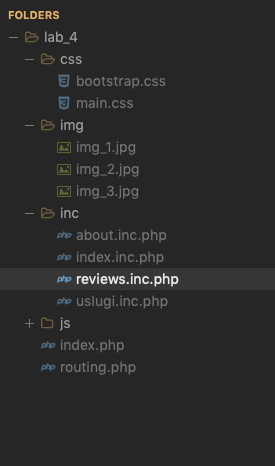 FOLDERS
lab_4
css
bootstrap.css
main.css
img
img_1.jpg
img_2.jpg
img_3.jpg
inc
php about.inc.php
php index.inc.php
php reviews.inc.php
php uslugi.inc.php
js
php index.php
php routing.php